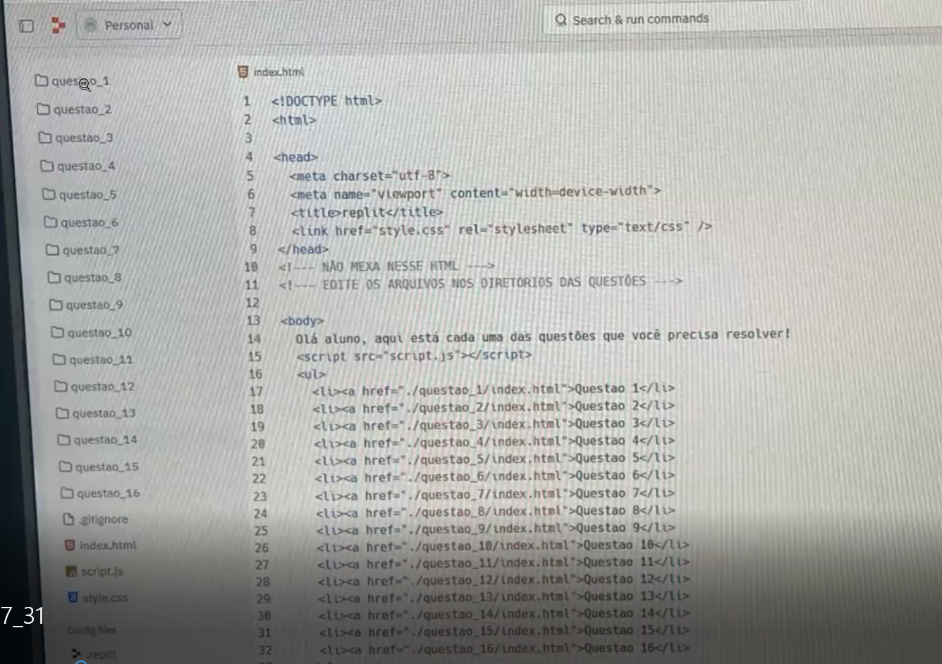 Personal
Search & run commands
questao_1
questao_2
questao_3
questao_4
questao_5
questao_6
questao_7
questao_8
questao_9
questao_10
questao_11
questao_12
questao_13
questao_14
questao_15
questao_16
.gitignore
index.html
script.js
style.css
Config files
.replit
7_31
index.html
1 <!DOCTYPE html>
2 <html>
3
4 <head>
5 <meta charset="utf-8">
6 <meta name="viewport" content="width=device-width">
7 <title>replit</title>
8 <link href="style.css" rel="stylesheet" type="text/css" />
9 </head>
10 <!--- NÃO MEXA NESSE HTML --->
11 <!--- EDITE OS ARQUIVOS NOS DIRETÓRIOS DAS QUESTÕES --->
12
13 <body>
14 Olá aluno, aqui está cada uma das questões que você precisa resolver!
15 <script src="script.js"></script>
16 <ul>
17 <li><a href="./questao_1/index.html">Questao 1</li>
18 <li><a href="./questao_2/index.html">Questao 2</li>
19 <li><a href="./questao_3/index.html">Questao 3</li>
20 <li><a href="./questao_4/index.html">Questao 4</li>
21 <li><a href="./questao_5/index.html">Questao 5</li>
22 <li><a href="./questao_6/index.html">Questao 6</li>
23 <li><a href="./questao_7/index.html">Questao 7</li>
24 <li><a href="./questao_8/index.html">Questao 8</li>
25 <li><a href="./questao_9/index.html">Questao 9</li>
26 <li><a href="./questao_10/index.html">Questao 10</li>
27 <li><a href="./questao_11/index.html">Questao 11</li>
28 <li><a href="./questao_12/index.html">Questao 12</li>
29 <li><a href="./questao_13/index.html">Questao 13</li>
30 <li><a href="./questao_14/index.html">Questao 14</li>
31 <li><a href="./questao_15/index.html">Questao 15</li>
32 <li><a href="./questao_16/index.html">Questao 16</li>